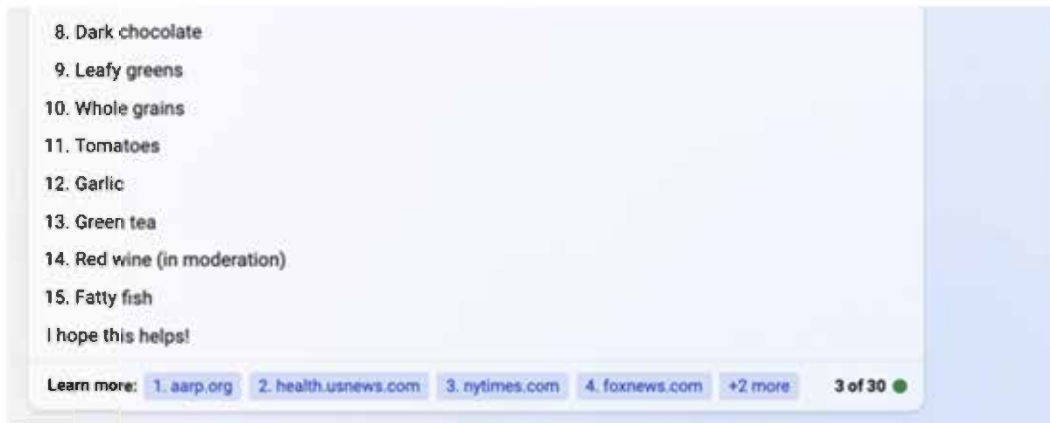 8. Dark chocolate
9. Leafy greens
10. Whole grains
11. Tomatoes
12. Garlic
13. Green tea
14. Red wine (in moderation)
15. Fatty fish
I hope this helps!
Learn more: 1. aarp.org 2. health.usnews.com 3. nytimes.com 4. foxnews.com +2 more 3 of 30